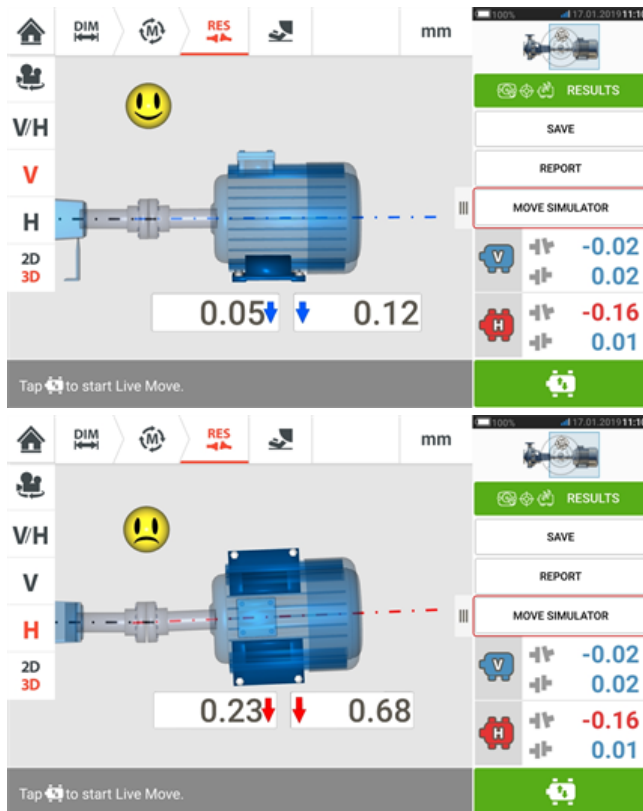 DIM
M
RES
mm
100%
17.01.2019 11:10
RESULTS
V/H
V
H
2D
3D
SAVE
REPORT
MOVE SIMULATOR
V
-0.02
0.02
H
-0.16
0.01
0.05
0.12
Tap to start Live Move.
DIM
M
RES
mm
100%
17.01.2019
RESULTS
V/H
V
H
2D
3D
SAVE
REPORT
MOVE SIMULATOR
V
-0.02
0.02
H
-0.16
0.01
0.23
0.68
Tap to start Live Move.